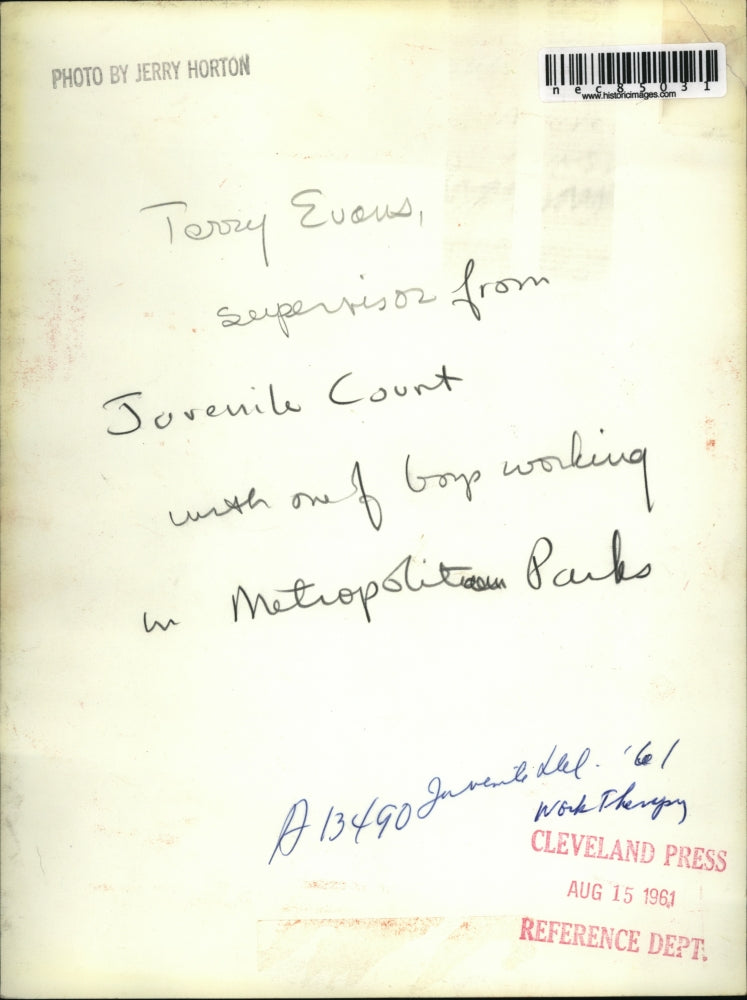 PHOTO BY JERRY HORTON
nec85031
www.historicimages.com
Terry Evans,
supervisor from
Juvenile Court
with one of boys working
in Metropolitan Parks
A13490 Juvenile Del. '61
Work Therapy
CLEVELAND PRESS
AUG 15 1961
REFERENCE DEPT.